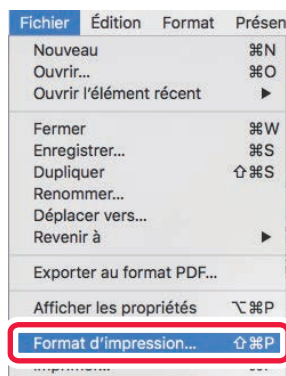 Fichier Édition Format Présen
Nouveau ⌘N
Ouvrir... ⌘O
Ouvrir l'élément récent ▶
Fermer ⌘W
Enregistrer... ⌘S
Dupliquer ⇧⌘S
Renommer...
Déplacer vers...
Revenir à ▶
Exporter au format PDF...
Afficher les propriétés ⌥⌘P
Format d'impression... ⇧⌘P